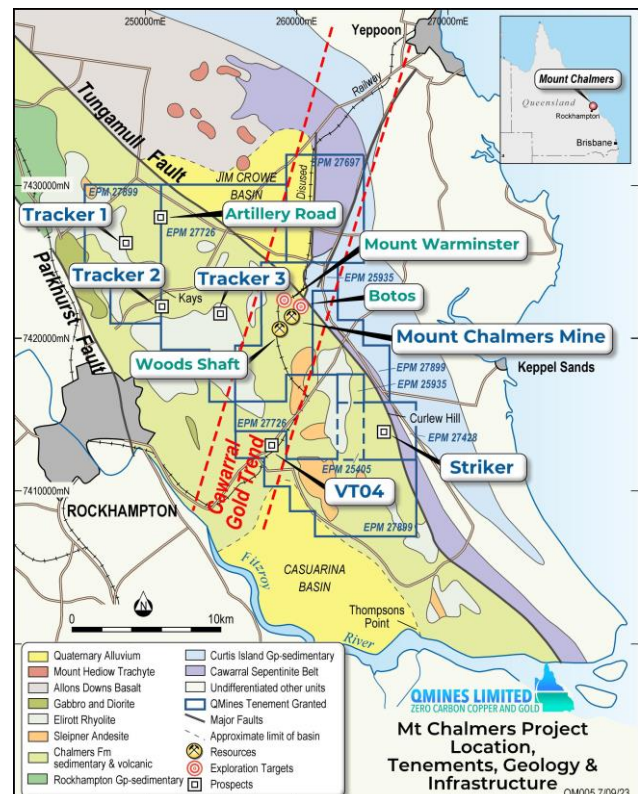 250000mE
260000mE
270000mE
Yeppoon
Mount Chalmers
Queensland
Rockhampton
Brisbane
Railway
Tungamull Fault
JIM CROWE
BASIN
Disused
EPM 27697
7430000mN
EPM 27899
Tracker 1
Artillery Road
EPM 27726
Mount Warminster
Tracker 2
Kays
Tracker 3
EPM 25935
Botos
Parkhurst Fault
7420000mN
Woods Shaft
Mount Chalmers Mine
Keppel Sands
EPM 27899
EPM 25935
Curlew Hill
EPM 27726
EPM 27428
Striker
Cawarral
Gold Trend
EPM 25405
VT04
7410000mN
EPM 27899
ROCKHAMPTON
CASUARINA
BASIN
Fitzroy
River
Thompsons
Point
N
0
10km
Quaternary Alluvium
Mount Hediow Trachyte
Allons Downs Basalt
Gabbro and Diorite
Elirott Rhyolite
Sleipner Andesite
Chalmers Fm
sedimentary & volcanic
Rockhampton Gp-sedimentary
Curtis Island Gp-sedimentary
Cawarral Sepentinite Belt
Undifferentiated other units
QMines Tenement Granted
Major Faults
Approximate limit of basin
Resources
Exploration Targets
Prospects
QMINES LIMITED
ZERO CARBON COPPER AND GOLD
Mt Chalmers Project
Location,
Tenements, Geology &
Infrastructure
OM005 7/09/23